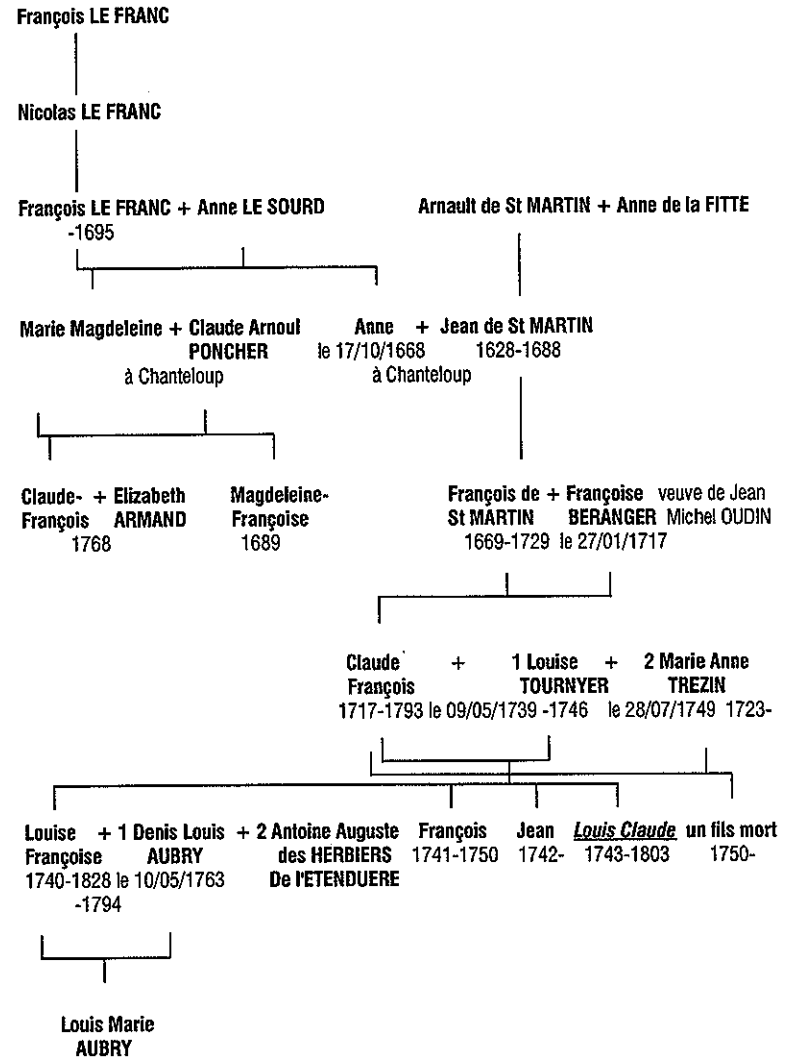 François LE FRANC
Nicolas LE FRANC
François LE FRANC + Anne LE SOURD
-1695
Arnault de St MARTIN + Anne de la FITTE
Marie Magdeleine + Claude Arnoul
PONCHER
à Chanteloup
Anne + Jean de St MARTIN
le 17/10/1668 1628-1688
à Chanteloup
Claude- + Elizabeth
François ARMAND
1768
Magdeleine-
Françoise
1689
François de + Françoise veuve de Jean
St MARTIN BERANGER Michel OUDIN
1669-1729 le 27/01/1717
Claude + 1 Louise + 2 Marie Anne
François TOURNYER TREZIN
1717-1793 le 09/05/1739 -1746 le 28/07/1749 1723-
Louise + 1 Denis Louis + 2 Antoine Auguste
Françoise AUBRY des HERBIERS
1740-1828 le 10/05/1763 De l'ETENDUERE
-1794
François
1741-1750
Jean
1742-
Louis Claude
1743-1803
un fils mort
1750-
Louis Marie
AUBRY